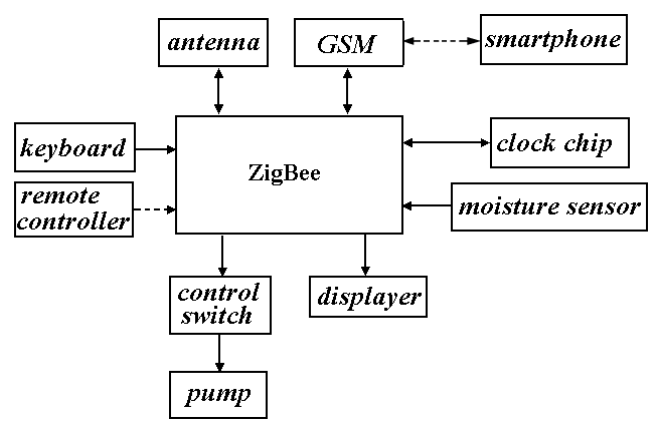 antenna
GSM
smartphone
keyboard
ZigBee
clock chip
remote
controller
moisture sensor
control
switch
displayer
pump